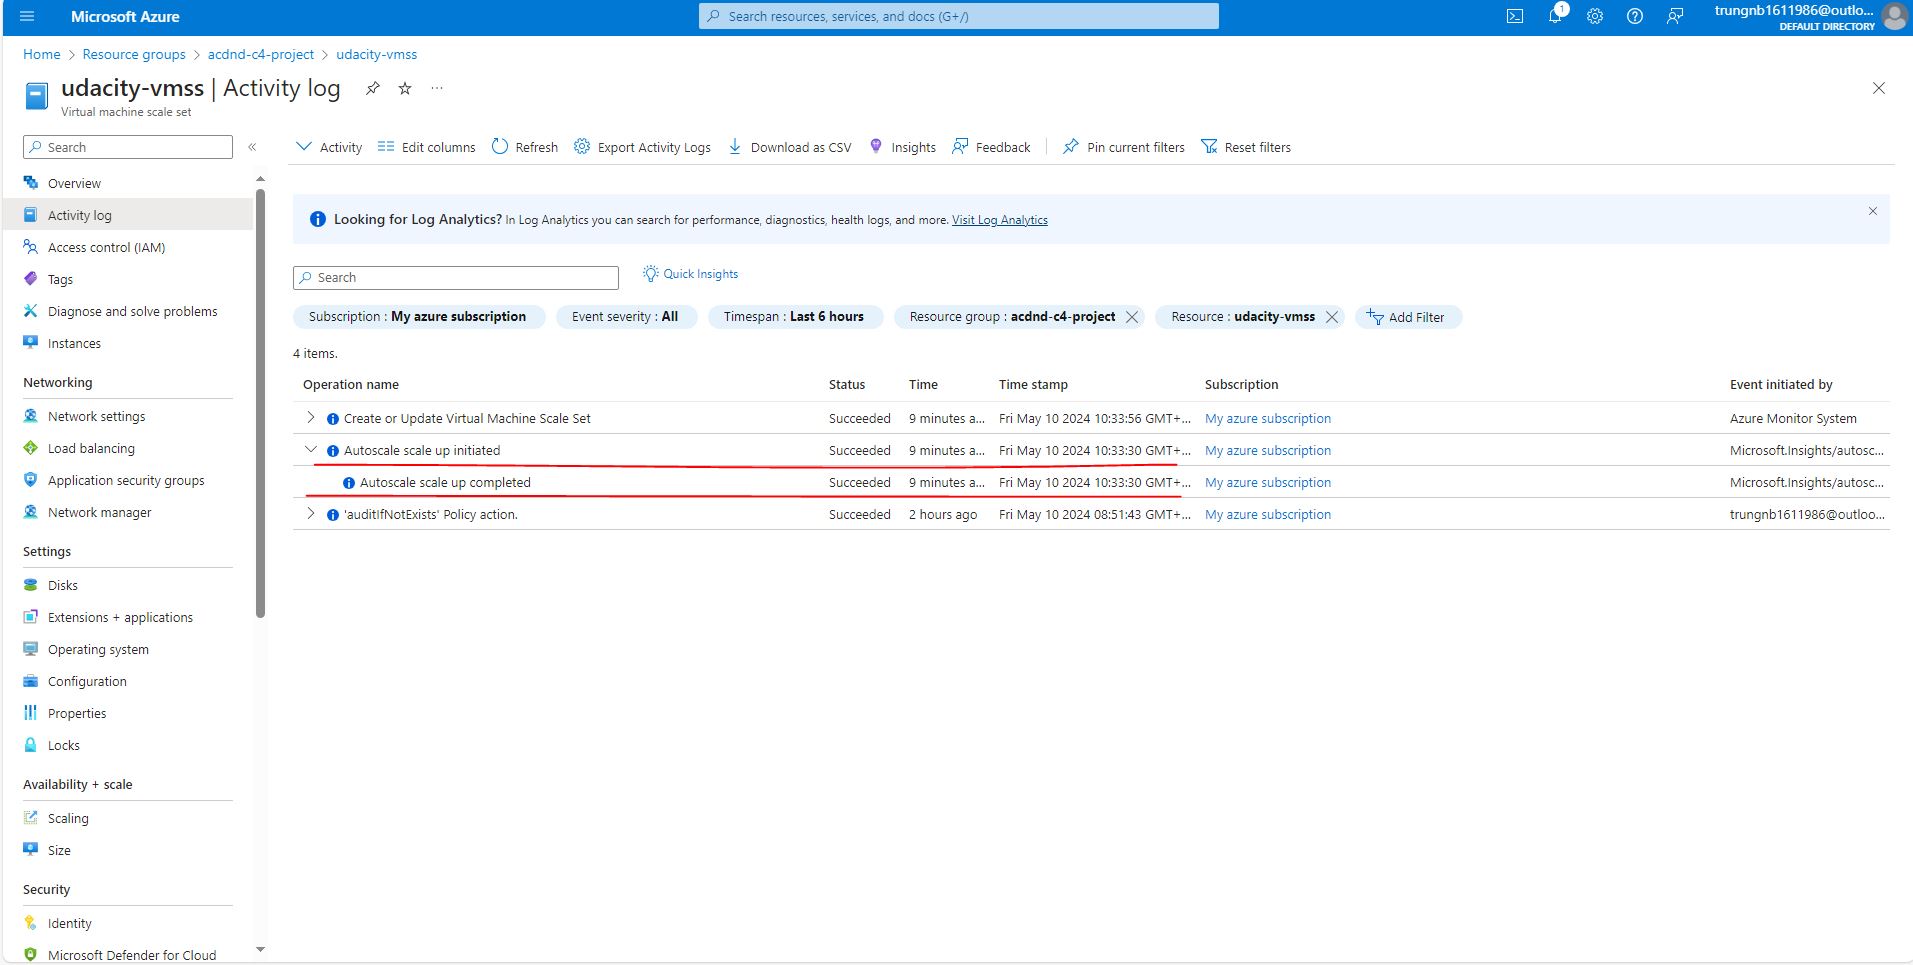 Microsoft Azure
Search resources, services, and docs (G+/)
1
trungnb1611986@outlo...
DEFAULT DIRECTORY
Home > Resource groups > acdnd-c4-project > udacity-vmss
udacity-vmss | Activity log
Virtual machine scale set
Search
Activity Edit columns Refresh Export Activity Logs Download as CSV Insights Feedback Pin current filters Reset filters
Overview
Activity log
Access control (IAM)
Tags
Diagnose and solve problems
Instances
Networking
Network settings
Load balancing
Application security groups
Network manager
Settings
Disks
Extensions + applications
Operating system
Configuration
Properties
Locks
Availability + scale
Scaling
Size
Security
Identity
Microsoft Defender for Cloud
Looking for Log Analytics? In Log Analytics you can search for performance, diagnostics, health logs, and more. Visit Log Analytics
Search
Quick Insights
Subscription : My azure subscription Event severity : All Timespan : Last 6 hours Resource group : acdnd-c4-project Resource : udacity-vmss Add Filter
4 items.
Operation name Status Time Time stamp Subscription Event initiated by
Create or Update Virtual Machine Scale Set Succeeded 9 minutes a... Fri May 10 2024 10:33:56 GMT+... My azure subscription Azure Monitor System
Autoscale scale up initiated Succeeded 9 minutes a... Fri May 10 2024 10:33:30 GMT+... My azure subscription Microsoft.Insights/autosc...
Autoscale scale up completed Succeeded 9 minutes a... Fri May 10 2024 10:33:30 GMT+... My azure subscription Microsoft.Insights/autosc...
'auditIfNotExists' Policy action. Succeeded 2 hours ago Fri May 10 2024 08:51:43 GMT+... My azure subscription trungnb1611986@outloo...